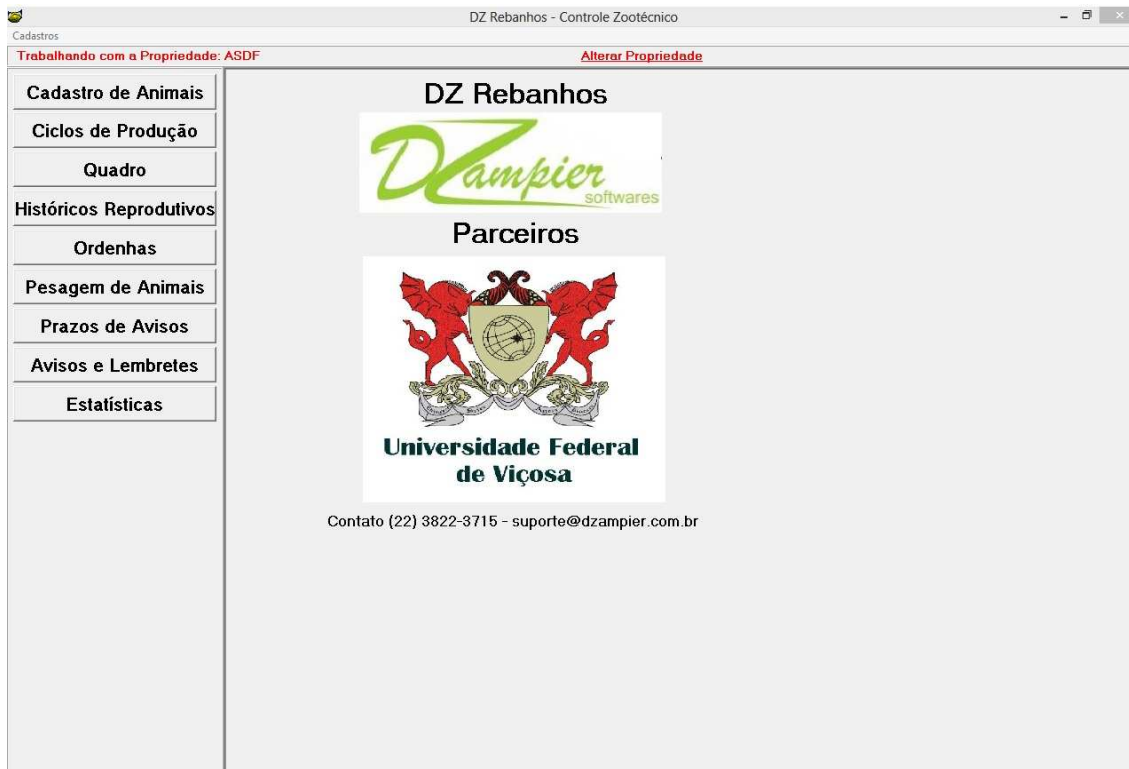 DZ Rebanhos - Controle Zootécnico
Cadastros
Trabalhando com a Propriedade: ASDF
Alterar Propriedade
Cadastro de Animais
Ciclos de Produção
Quadro
Históricos Reprodutivos
Ordenhas
Pesagem de Animais
Prazos de Avisos
Avisos e Lembretes
Estatísticas
DZ Rebanhos
DZampier
softwares
Parceiros
Universidade Federal
de Viçosa
Contato (22) 3822-3715 - suporte@dzampier.com.br